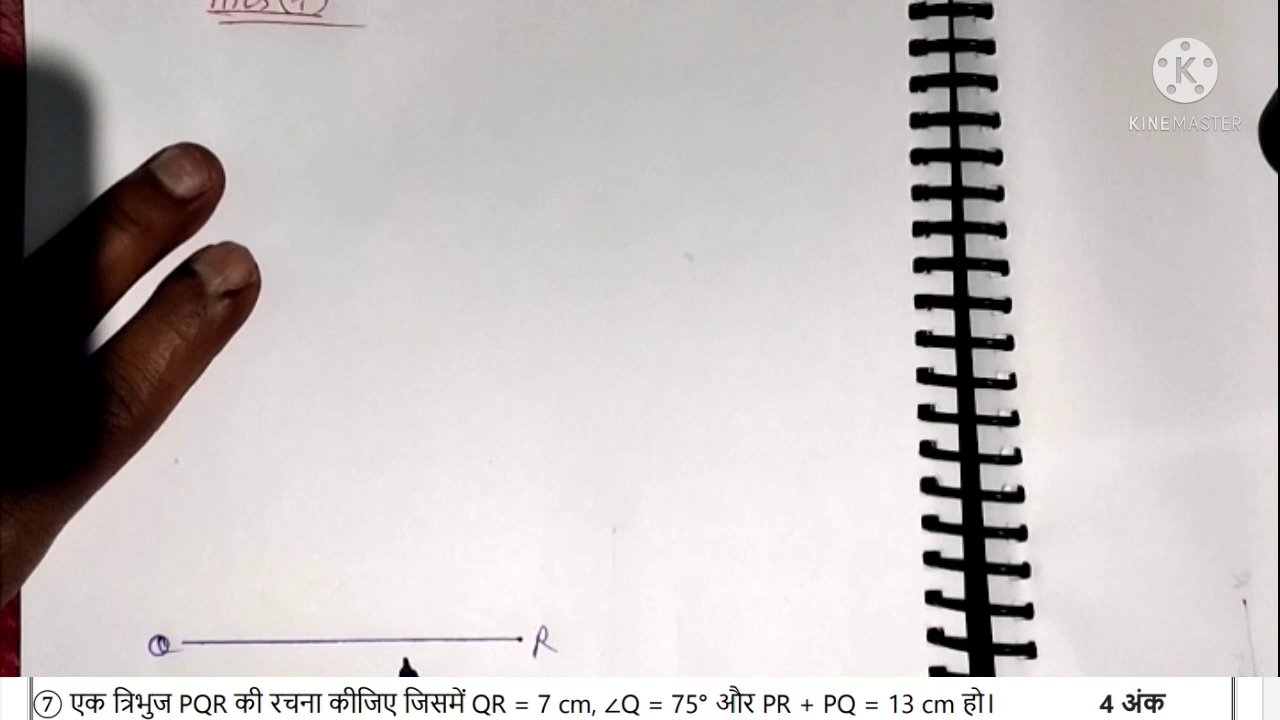 KINEMASTER
Q R
⑦ एक त्रिभुज PQR की रचना कीजिए जिसमें QR = 7 cm, ∠Q = 75° और PR + PQ = 13 cm हो। 4 अंक